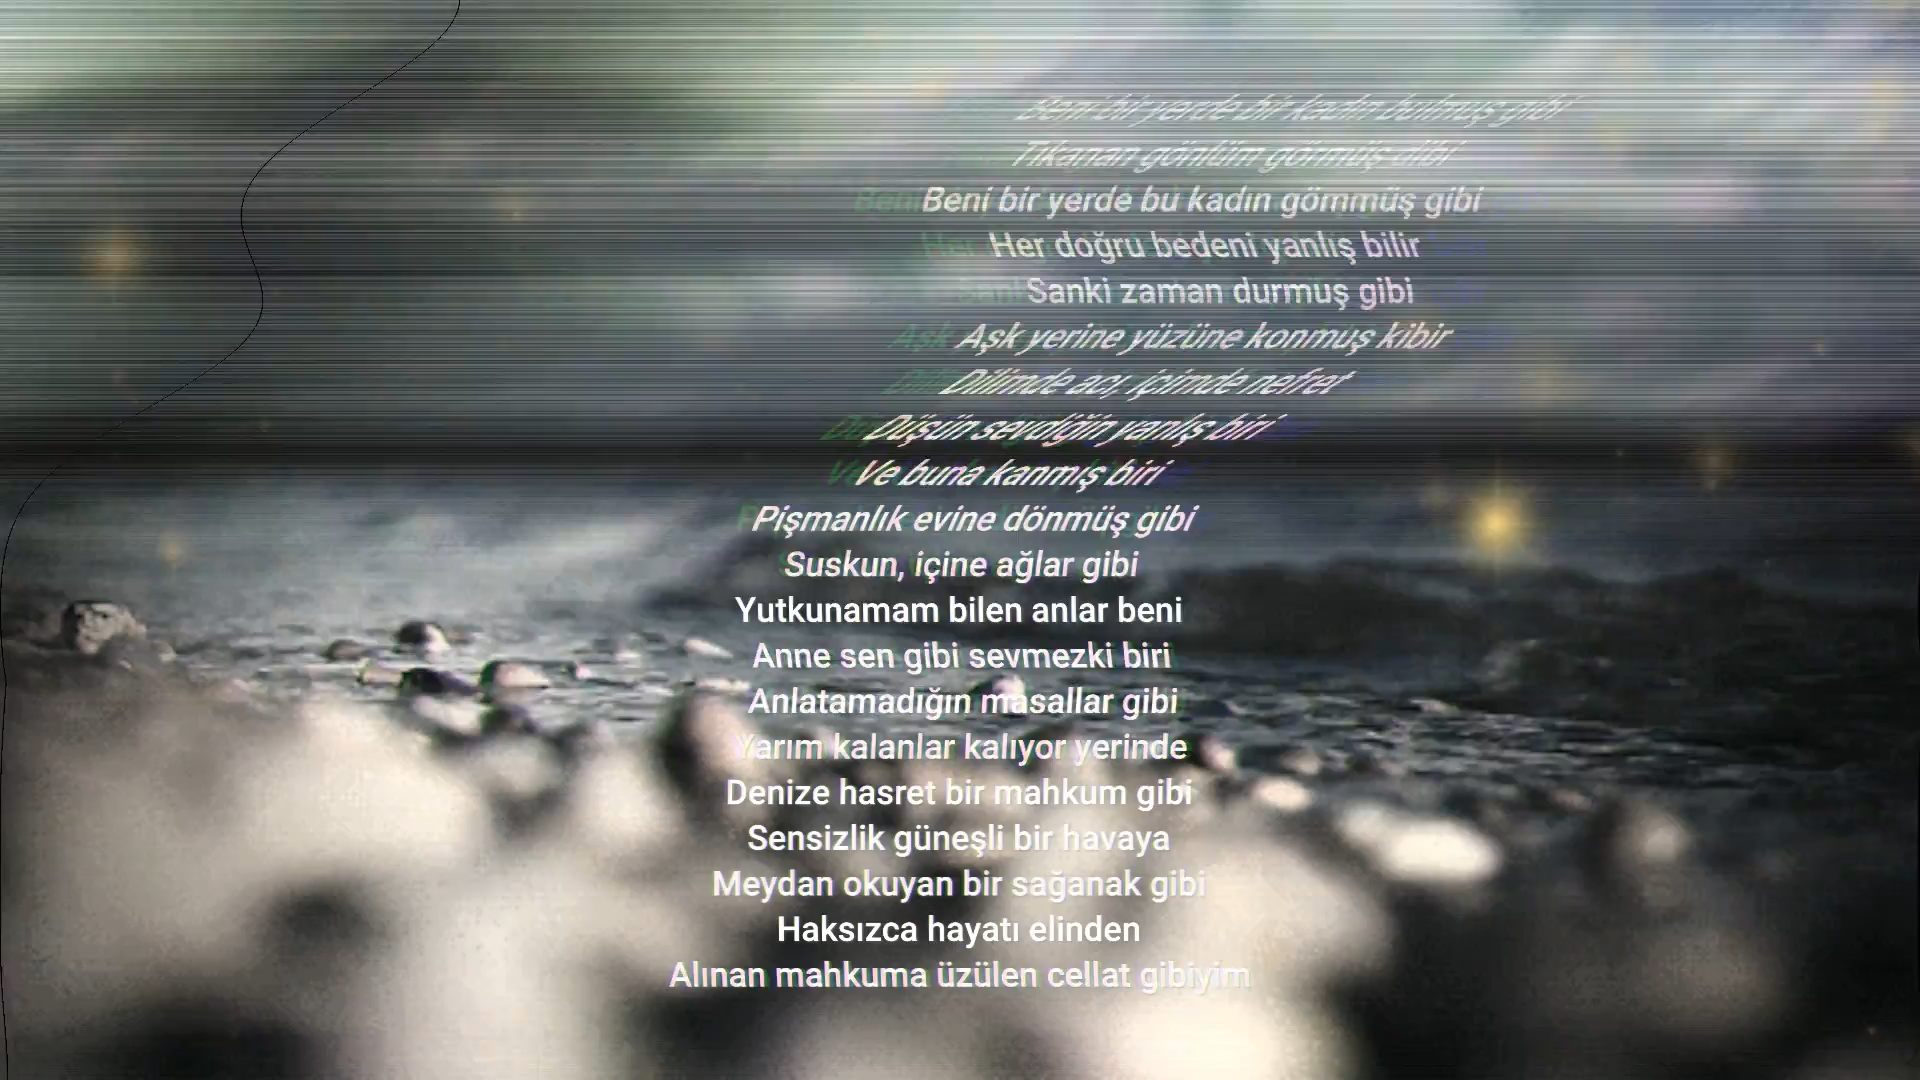 Beni bir yerde bir kadın bulmuş gibi
Tıkanan gönlüm görmüş dibi
Beni bir yerde bu kadın gömmüş gibi
Her doğru bedeni yanlış bilir
Sanki zaman durmuş gibi
Aşk yerine yüzüne konmuş kibir
Dilimde acı, içimde nefret
Düşün sevdiğin yanlış biri
Ve buna kanmış biri
Pişmanlık evine dönmüş gibi
Suskun, içine ağlar gibi
Yutkunamam bilen anlar beni
Anne sen gibi sevmezki biri
Anlatamadığın masallar gibi
Yarım kalanlar kalıyor yerinde
Denize hasret bir mahkum gibi
Sensizlik güneşli bir havaya
Meydan okuyan bir sağanak gibi
Haksızca hayatı elinden
Alınan mahkuma üzülen cellat gibiyim